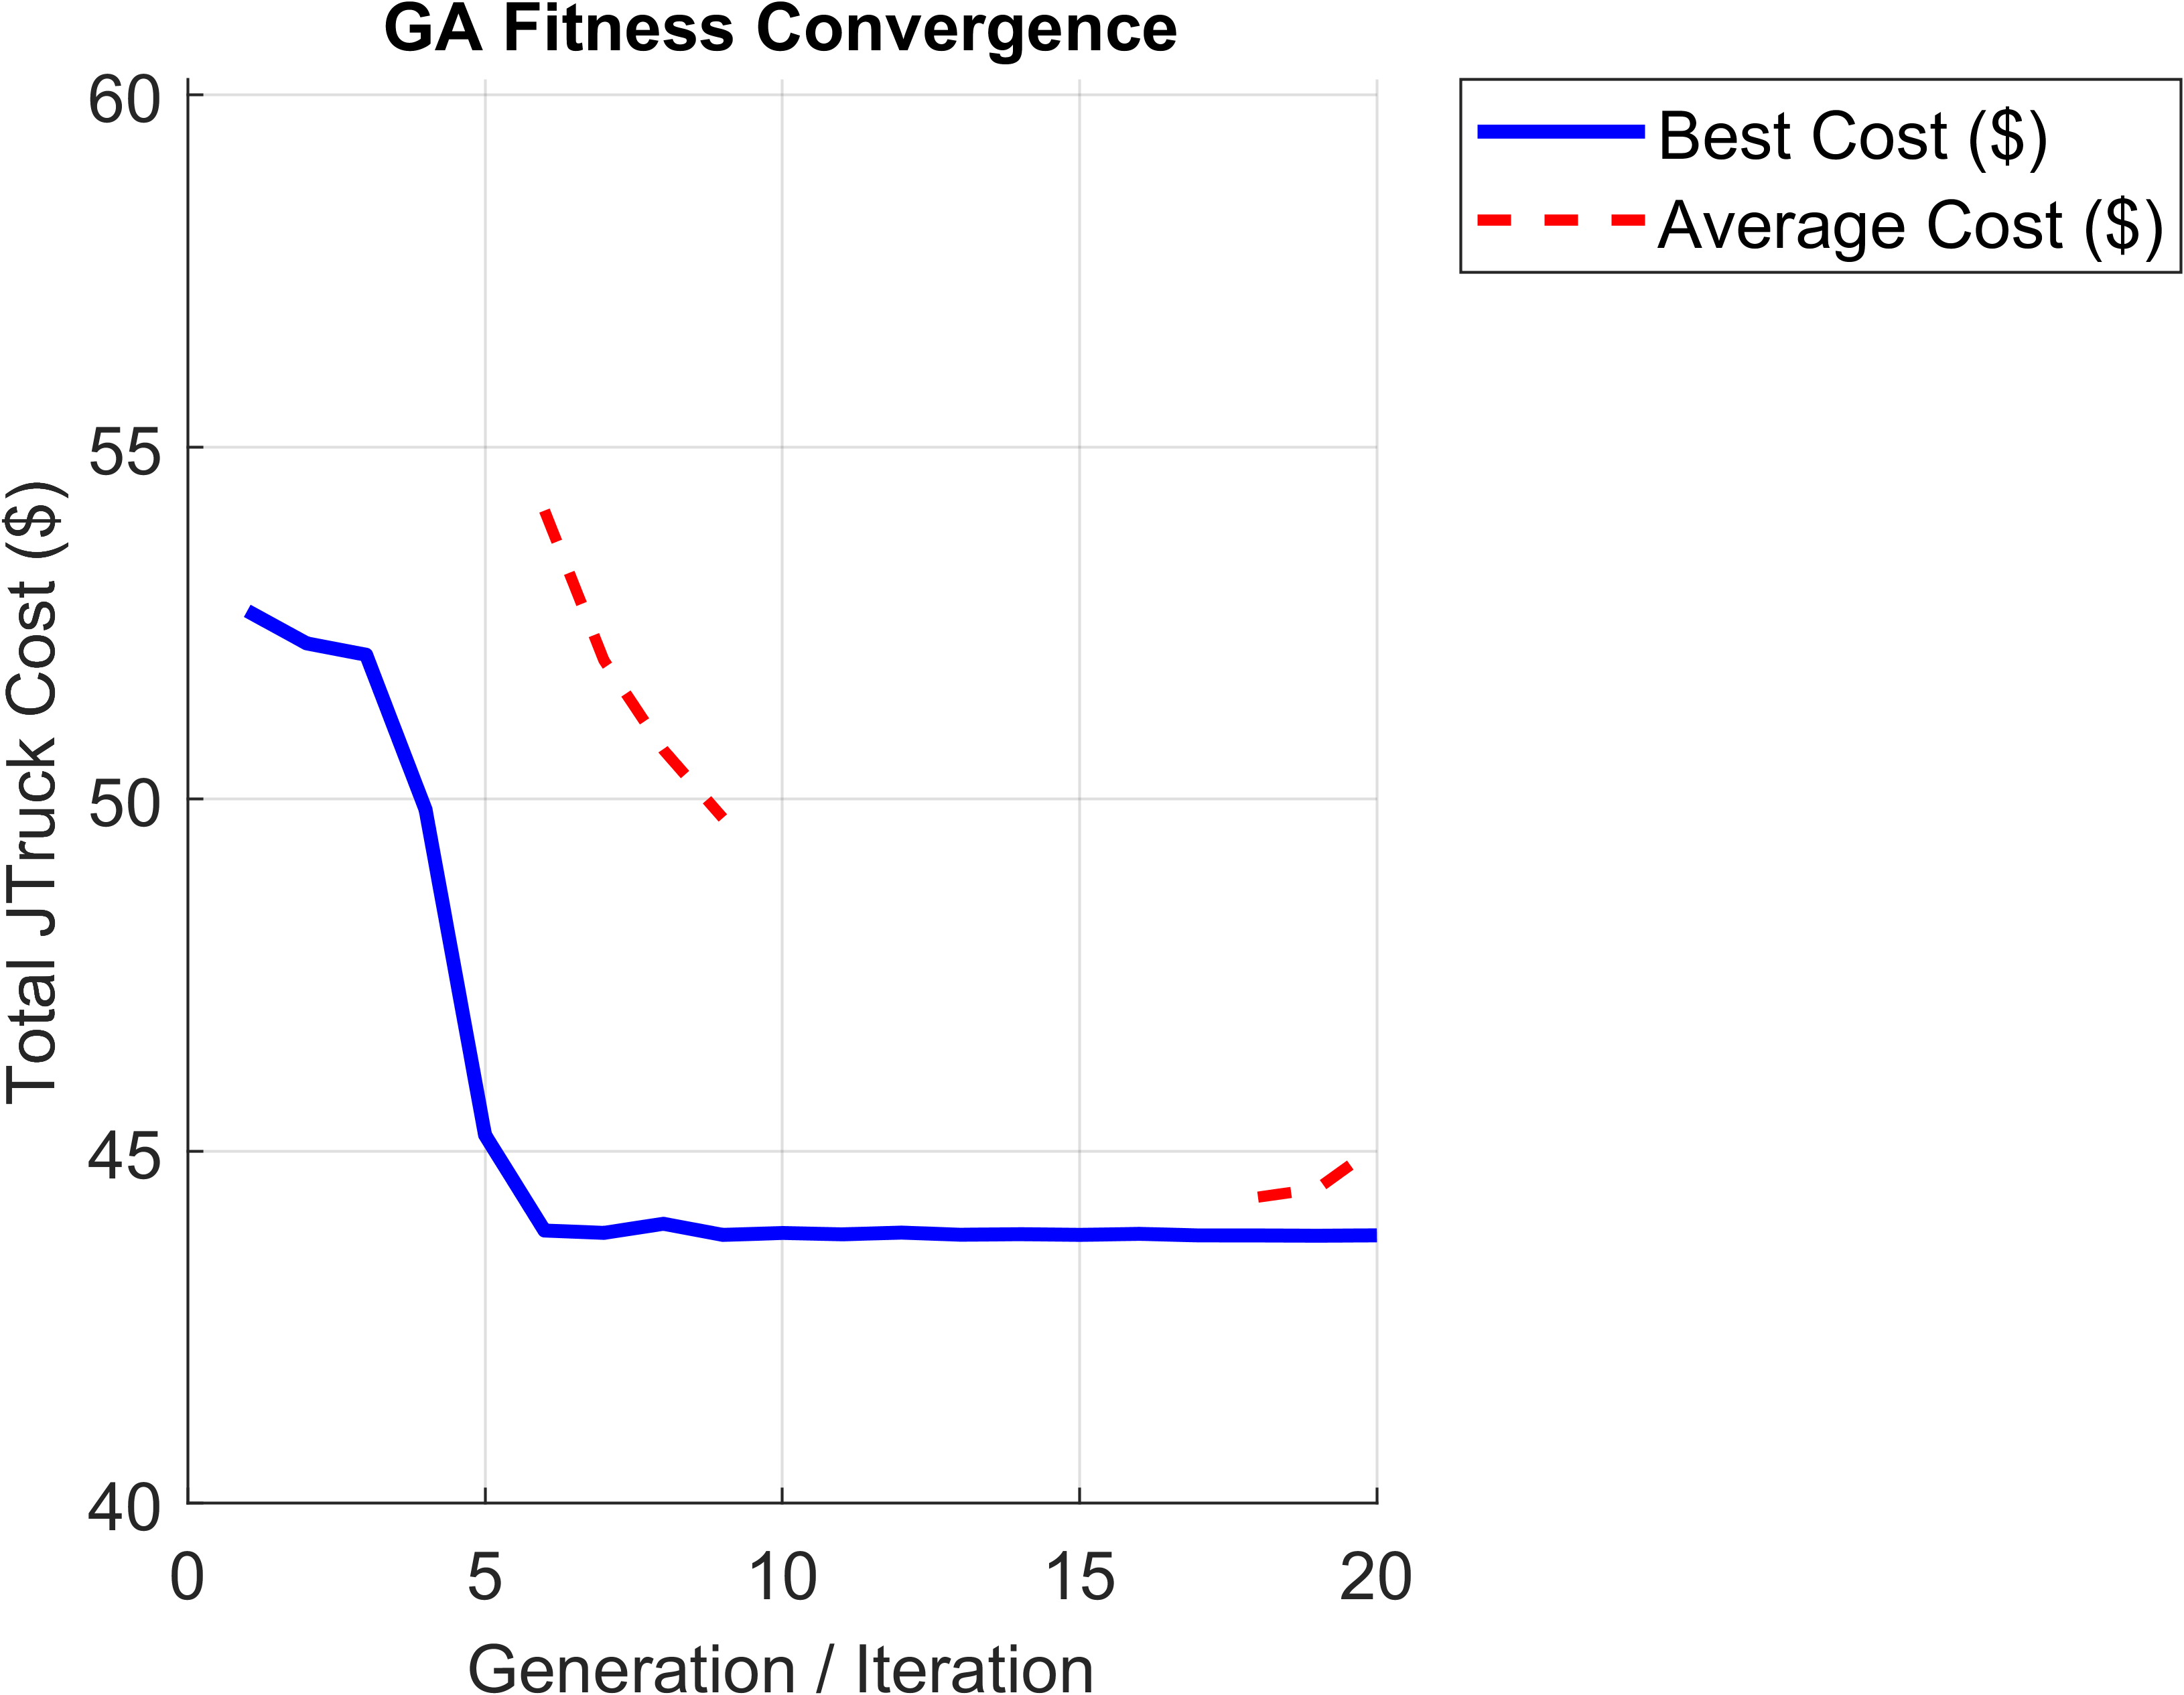 GA Fitness Convergence
Best Cost ($)
Average Cost ($)
Total JTruck Cost ($)
60
55
50
45
40
0 5 10 15 20
Generation / Iteration